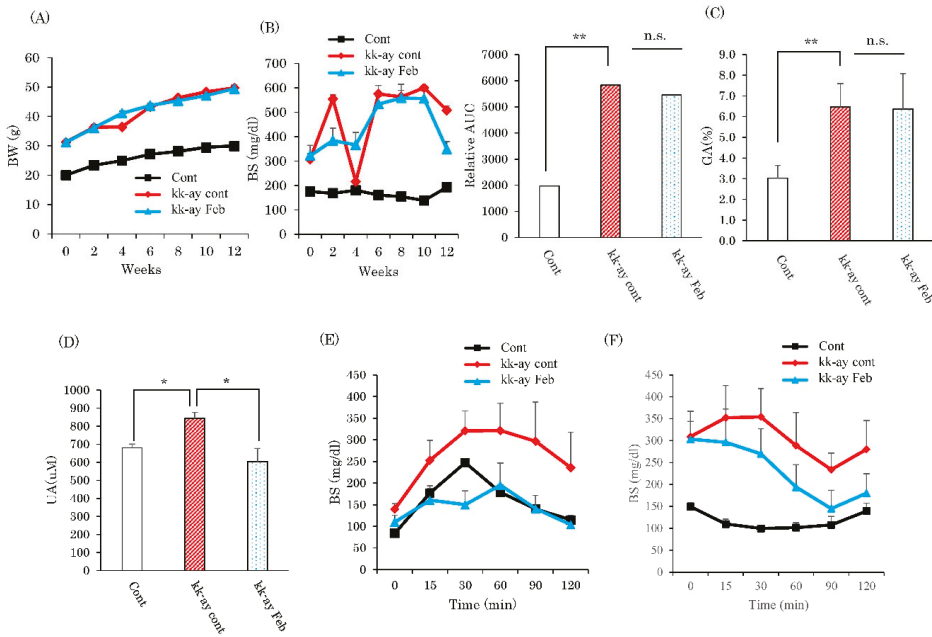 (A)
BW (g)
60
50
40
30
20
10
0
Cont
kk-ay cont
kk-ay Feb
0 2 4 6 8 10 12
Weeks
(B)
Cont
kk-ay cont
kk-ay Feb
BS (mg/dl)
700
600
500
400
300
200
100
0
0 2 4 6 8 10 12
Weeks
Relative AUC
7000
6000
5000
4000
3000
2000
1000
0
**
n.s.
Cont
kk-ay cont
kk-ay Feb
(C)
GA(%)
9.0
8.0
7.0
6.0
5.0
4.0
3.0
2.0
1.0
0.0
**
n.s.
Cont
kk-ay cont
kk-ay Feb
(D)
UA(uM)
1000
900
800
700
600
500
400
300
200
100
0
*
*
Cont
kk-ay cont
kk-ay Feb
(E)
Cont
kk-ay cont
kk-ay Feb
BS (mg/dl)
450
400
350
300
250
200
150
100
50
0
0 15 30 60 90 120
Time (min)
(F)
Cont
kk-ay cont
kk-ay Feb
BS (mg/dl)
450
400
350
300
250
200
150
100
50
0
0 15 30 60 90 120
Time (min)